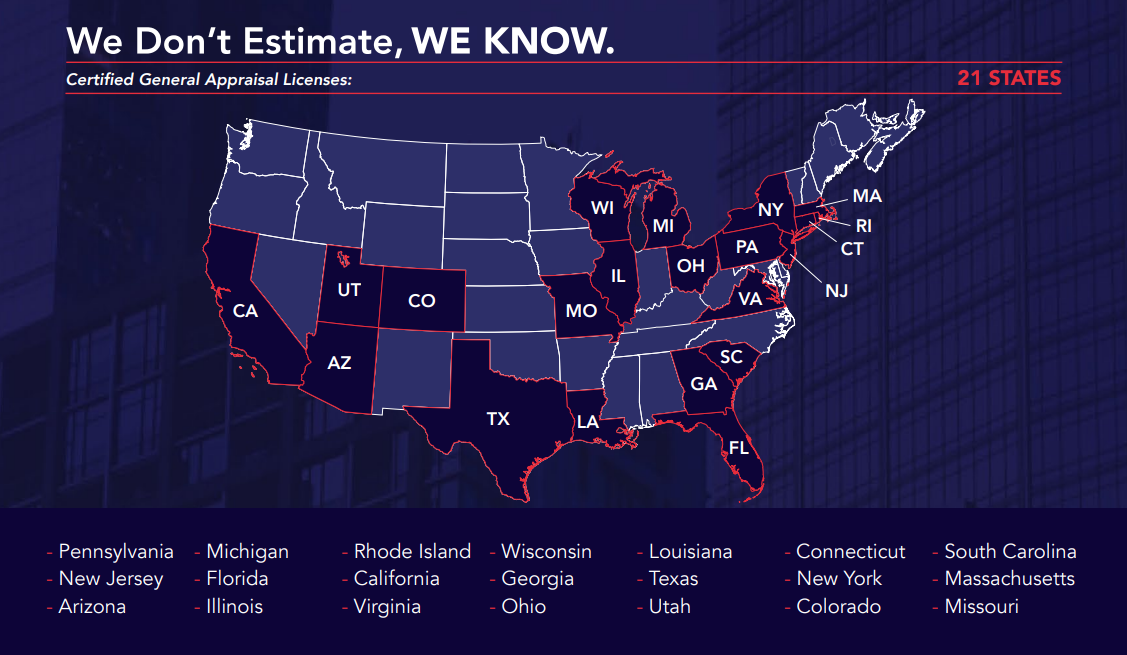 We Don't Estimate, WE KNOW.
Certified General Appraisal Licenses: 21 STATES
MA
WI
NY
MI
RI
PA
CT
OH
IL
UT
NJ
CO
VA
CA
MO
SC
AZ
GA
TX
LA
FL
- Pennsylvania - Michigan - Rhode Island - Wisconsin - Louisiana - Connecticut - South Carolina
- New Jersey - Florida - California - Georgia - Texas - New York - Massachusetts
- Arizona - Illinois - Virginia - Ohio - Utah - Colorado - Missouri